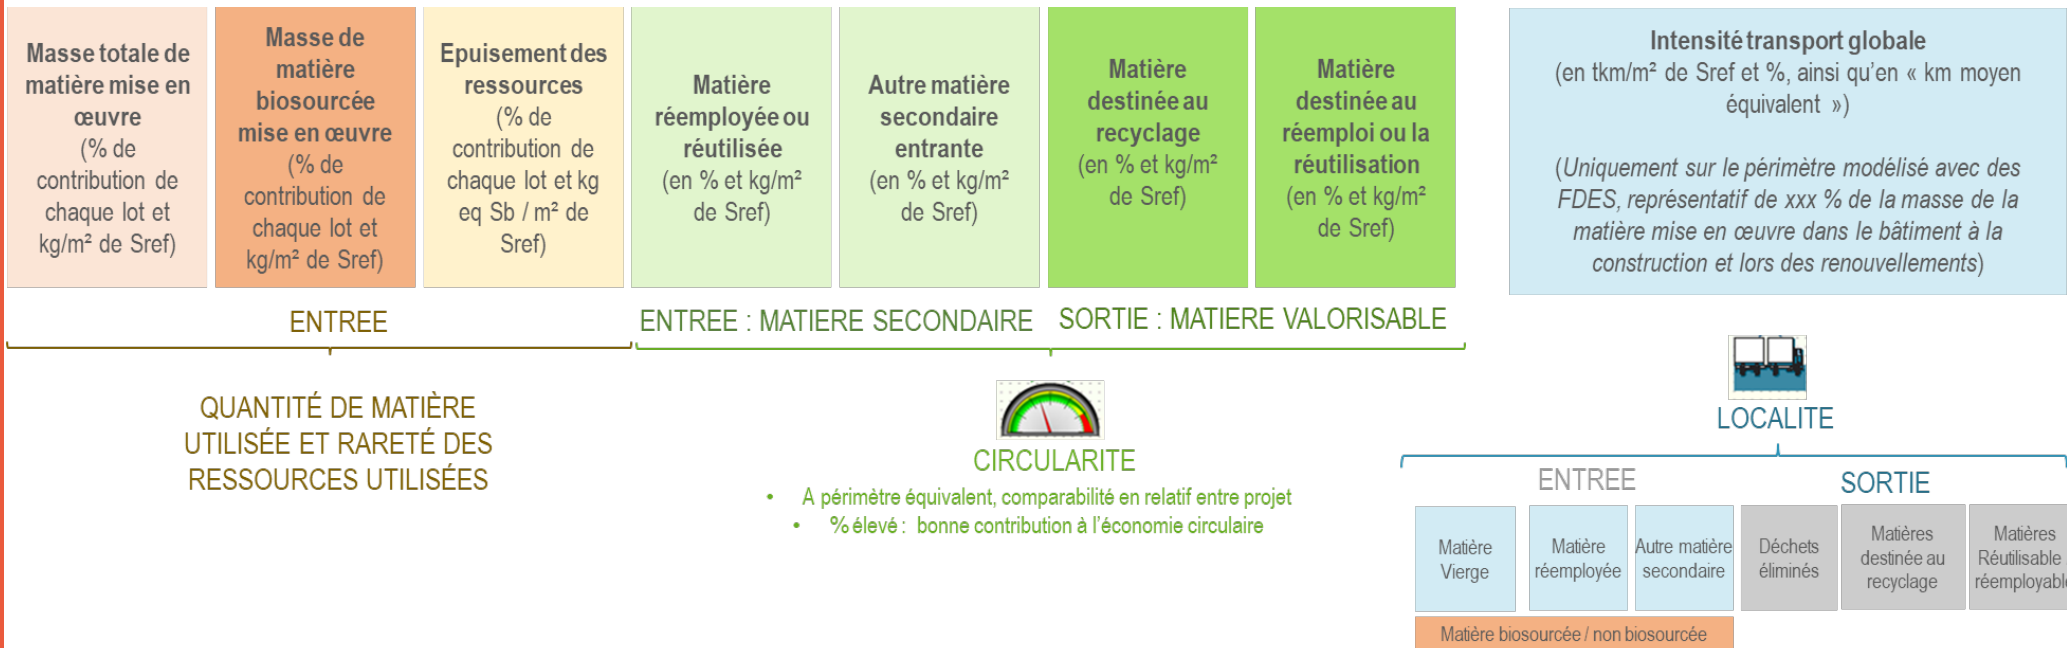 Masse totale de
matière mise en
œuvre
(% de
contribution de
chaque lot et
kg/m² de Sref)
Masse de
matière
biosourcée
mise en œuvre
(% de
contribution de
chaque lot et
kg/m² de Sref)
Epuisement des
ressources
(% de
contribution de
chaque lot et kg
eq Sb / m² de
Sref)
Matière
réemployée ou
réutilisée
(en % et kg/m²
de Sref)
Autre matière
secondaire
entrante
(en % et kg/m²
de Sref)
Matière
destinée au
recyclage
(en % et kg/m²
de Sref)
Matière
destinée au
réemploi ou la
réutilisation
(en % et kg/m²
de Sref)
Intensité transport globale
(en tkm/m² de Sref et %, ainsi qu'en « km moyen
équivalent »)
(Uniquement sur le périmètre modélisé avec des
FDES, représentatif de xxx % de la masse de la
matière mise en œuvre dans le bâtiment à la
construction et lors des renouvellements)
ENTREE
ENTREE : MATIERE SECONDAIRE
SORTIE : MATIERE VALORISABLE
QUANTITÉ DE MATIÈRE
UTILISÉE ET RARETÉ DES
RESSOURCES UTILISÉES
CIRCULARITE
• A périmètre équivalent, comparabilité en relatif entre projet
• % élevé : bonne contribution à l'économie circulaire
LOCALITE
ENTREE
SORTIE
Matière
Vierge
Matière
réemployée
Autre matière
secondaire
Déchets
éliminés
Matières
destinée au
recyclage
Matières
Réutilisable
réemployable
Matière biosourcée / non biosourcée